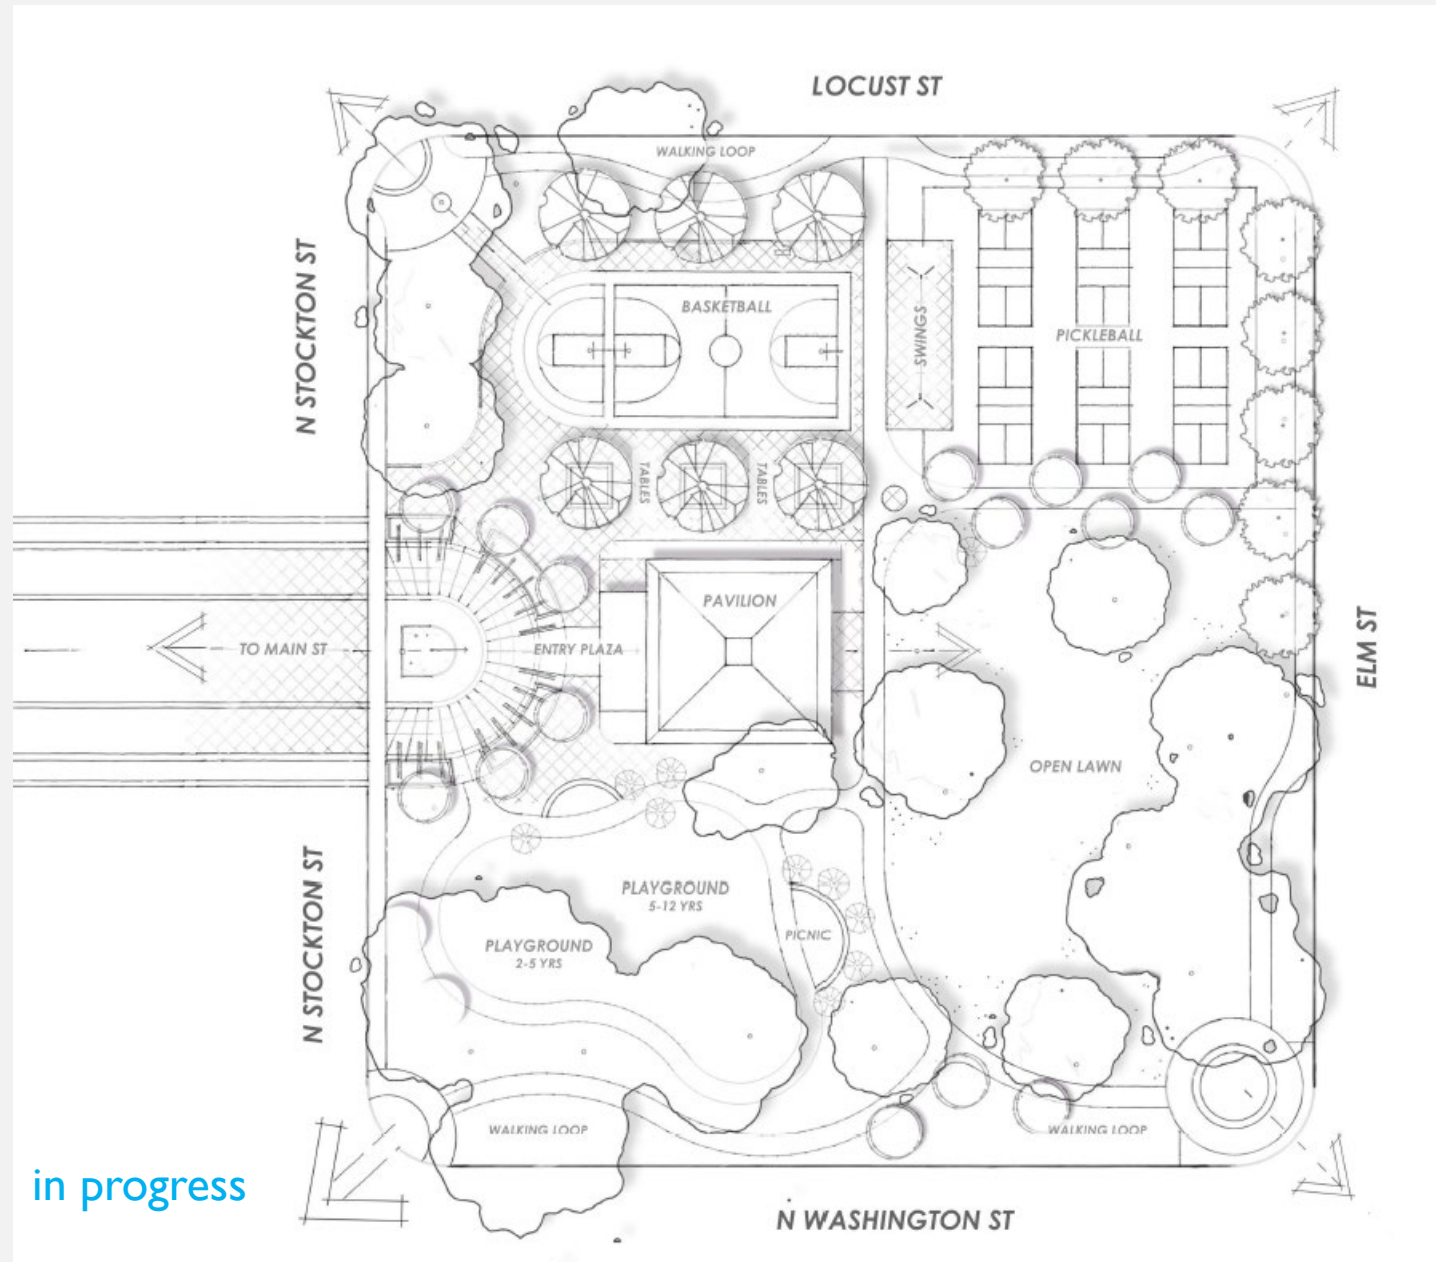 LOCUST ST
WALKING LOOP
N STOCKTON ST
BASKETBALL
SWINGS
PICKLEBALL
TABLES
TABLES
PAVILION
TO MAIN ST
ENTRY PLAZA
ELM ST
OPEN LAWN
N STOCKTON ST
PLAYGROUND
5-12 YRS
PICNIC
PLAYGROUND
2-5 YRS
WALKING LOOP
WALKING LOOP
in progress
N WASHINGTON ST